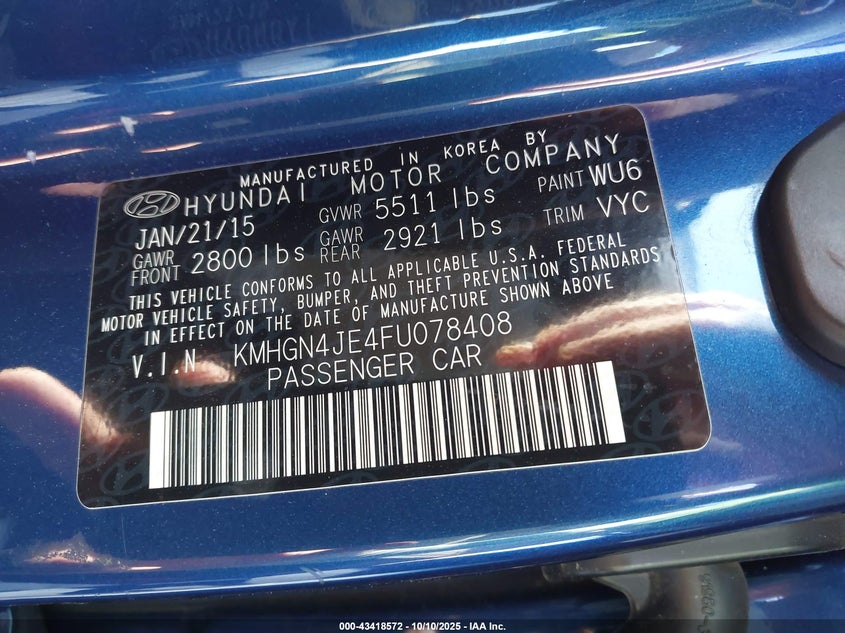 MANUFACTURED IN KOREA BY
HYUNDAI MOTOR COMPANY
JAN/21/15 GVWR 5511 lbs PAINT WU6
GAWR FRONT 2800 lbs GAWR REAR 2921 lbs TRIM VYC
THIS VEHICLE CONFORMS TO ALL APPLICABLE U.S.A. FEDERAL
MOTOR VEHICLE SAFETY, BUMPER, AND THEFT PREVENTION STANDARDS
IN EFFECT ON THE DATE OF MANUFACTURE SHOWN ABOVE
V.I.N KMHGN4JE4FU078408
PASSENGER CAR
000-43418572 - 10/10/2025 - IAA Inc.